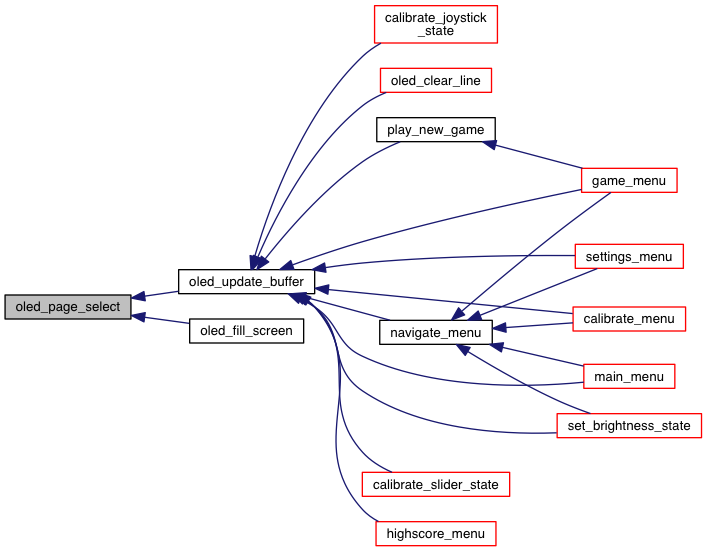 calibrate_joystick
_state
oled_clear_line
play_new_game
game_menu
settings_menu
oled_update_buffer
oled_page_select
calibrate_menu
oled_fill_screen
navigate_menu
main_menu
set_brightness_state
calibrate_slider_state
highscore_menu